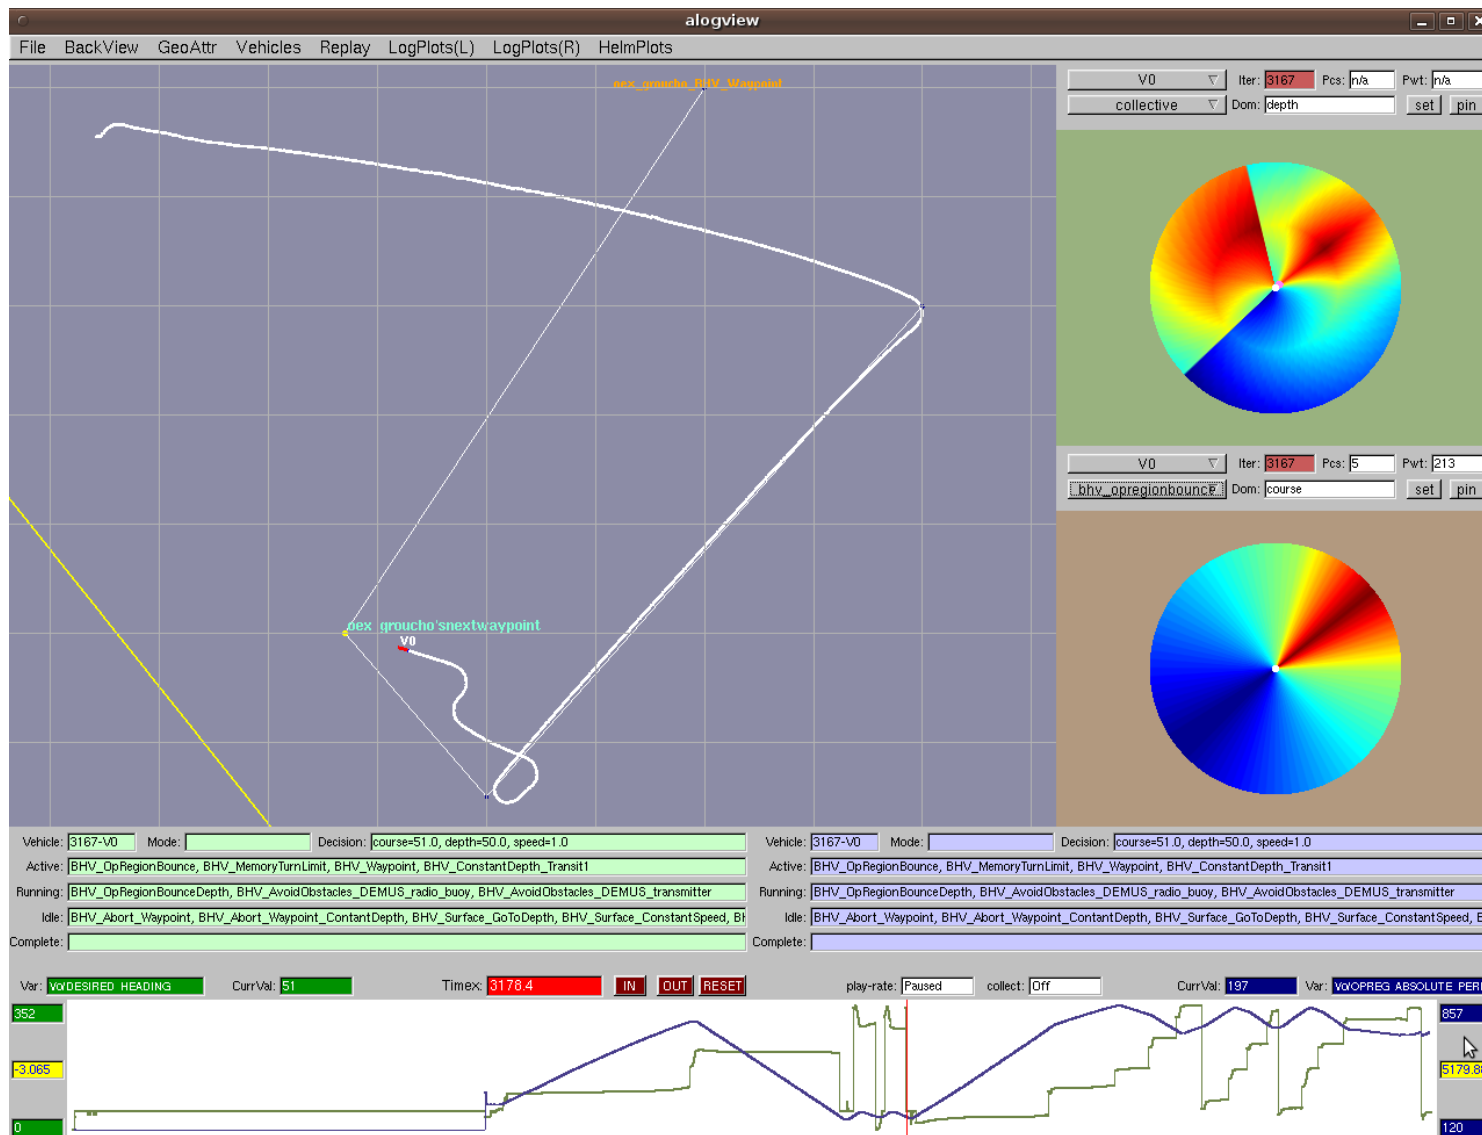 alogview
File BackView GeoAttr Vehicles Replay LogPlots(L) LogPlots(R) HelmPlots
oex_groucho_BHV_Waypoint
oex_groucho'snextwaypoint
V0
V0 Iter: 3167 Pcs: n/a Pwt: n/a
collective Dom: depth set pin
V0 Iter: 3167 Pcs: 5 Pwt: 213
bhv_opregionbounce Dom: course set pin
Vehicle: 3167-V0 Mode: Decision: course=51.0, depth=50.0, speed=1.0
Active: BHV_OpRegionBounce, BHV_MemoryTurnLimit, BHV_Waypoint, BHV_ConstantDepth_Transit1
Running: BHV_OpRegionBounceDepth, BHV_AvoidObstacles_DEMUS_radio_buoy, BHV_AvoidObstacles_DEMUS_transmitter
Idle: BHV_Abort_Waypoint, BHV_Abort_Waypoint_ContantDepth, BHV_Surface_GoToDepth, BHV_Surface_ConstantSpeed,
Complete:
Vehicle: 3167-V0 Mode: Decision: course=51.0, depth=50.0, speed=1.0
Active: BHV_OpRegionBounce, BHV_MemoryTurnLimit, BHV_Waypoint, BHV_ConstantDepth_Transit1
Running: BHV_OpRegionBounceDepth, BHV_AvoidObstacles_DEMUS_radio_buoy, BHV_AvoidObstacles_DEMUS_transmitter
Idle: BHV_Abort_Waypoint, BHV_Abort_Waypoint_ContantDepth, BHV_Surface_GoToDepth, BHV_Surface_ConstantSpeed,
Complete:
Var: V0/DESIRED_HEADING CurrVal: 51 Timex: 3178.4 IN OUT RESET play-rate: Paused collect: Off CurrVal: 197 Var: V0/OPREG_ABSOLUTE_PERI
352
-3.065
0
857
5179.88
120